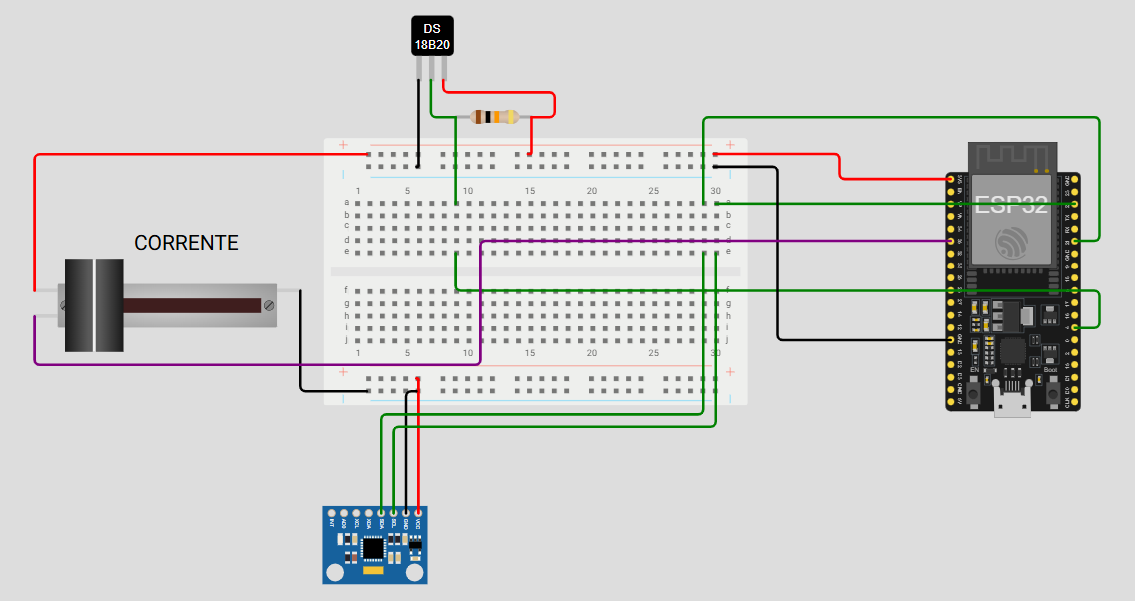 DS
18B20
+ +
1 5 10 15 20 25 30
a a
b b
c c
d d
e e
CORRENTE
ESP32
f f
g g
h h
i i
j j
1 5 10 15 20 25 30
+ +
EN Boot
INT AD0 XCL XDA SDA SCL GND VCC